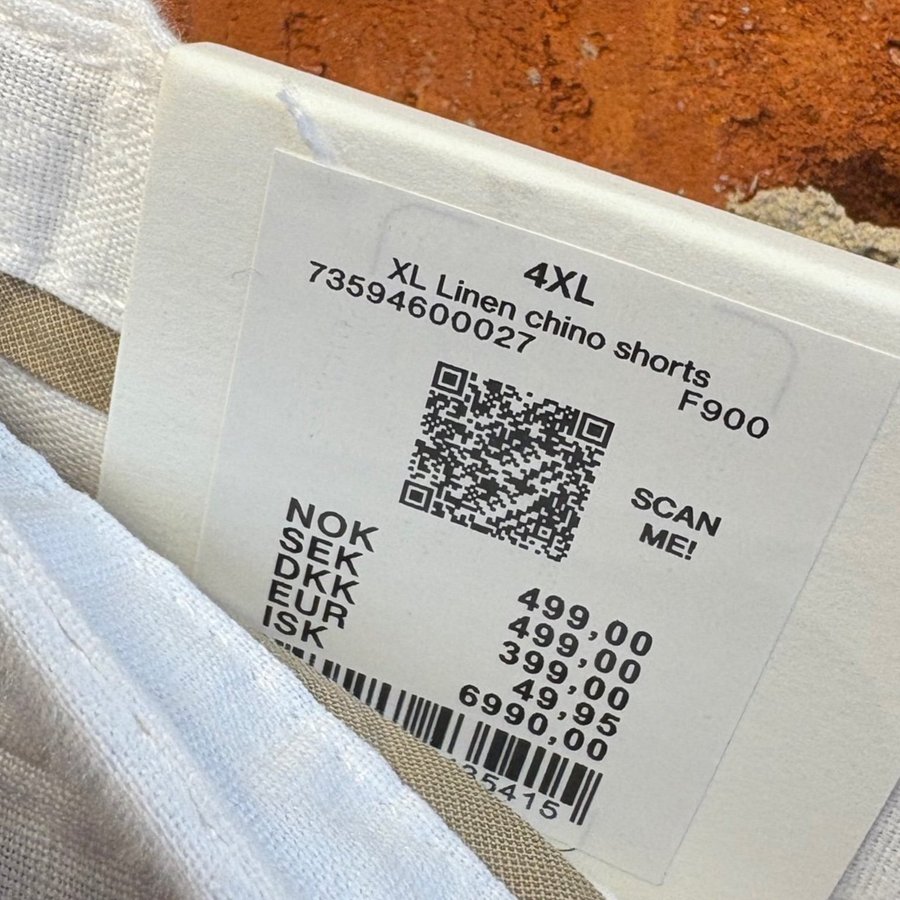 4XL
XL Linen chino shorts
73594600027 F900
SCAN
ME!
NOK 499,00
SEK 499,00
DKK 399,00
EUR 49,95
ISK 6990,00
35415